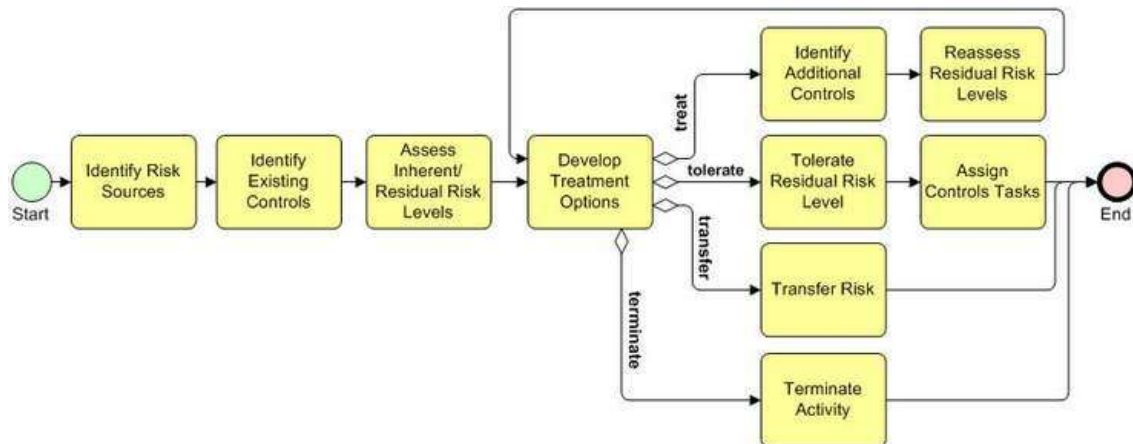 Start
Identify Risk
Sources
Identify
Existing
Controls
Assess
Inherent/
Residual Risk
Levels
Develop
Treatment
Options
treat
tolerate
transfer
terminate
Identify
Additional
Controls
Reassess
Residual Risk
Levels
Tolerate
Residual Risk
Level
Assign
Controls Tasks
Transfer Risk
Terminate
Activity
End